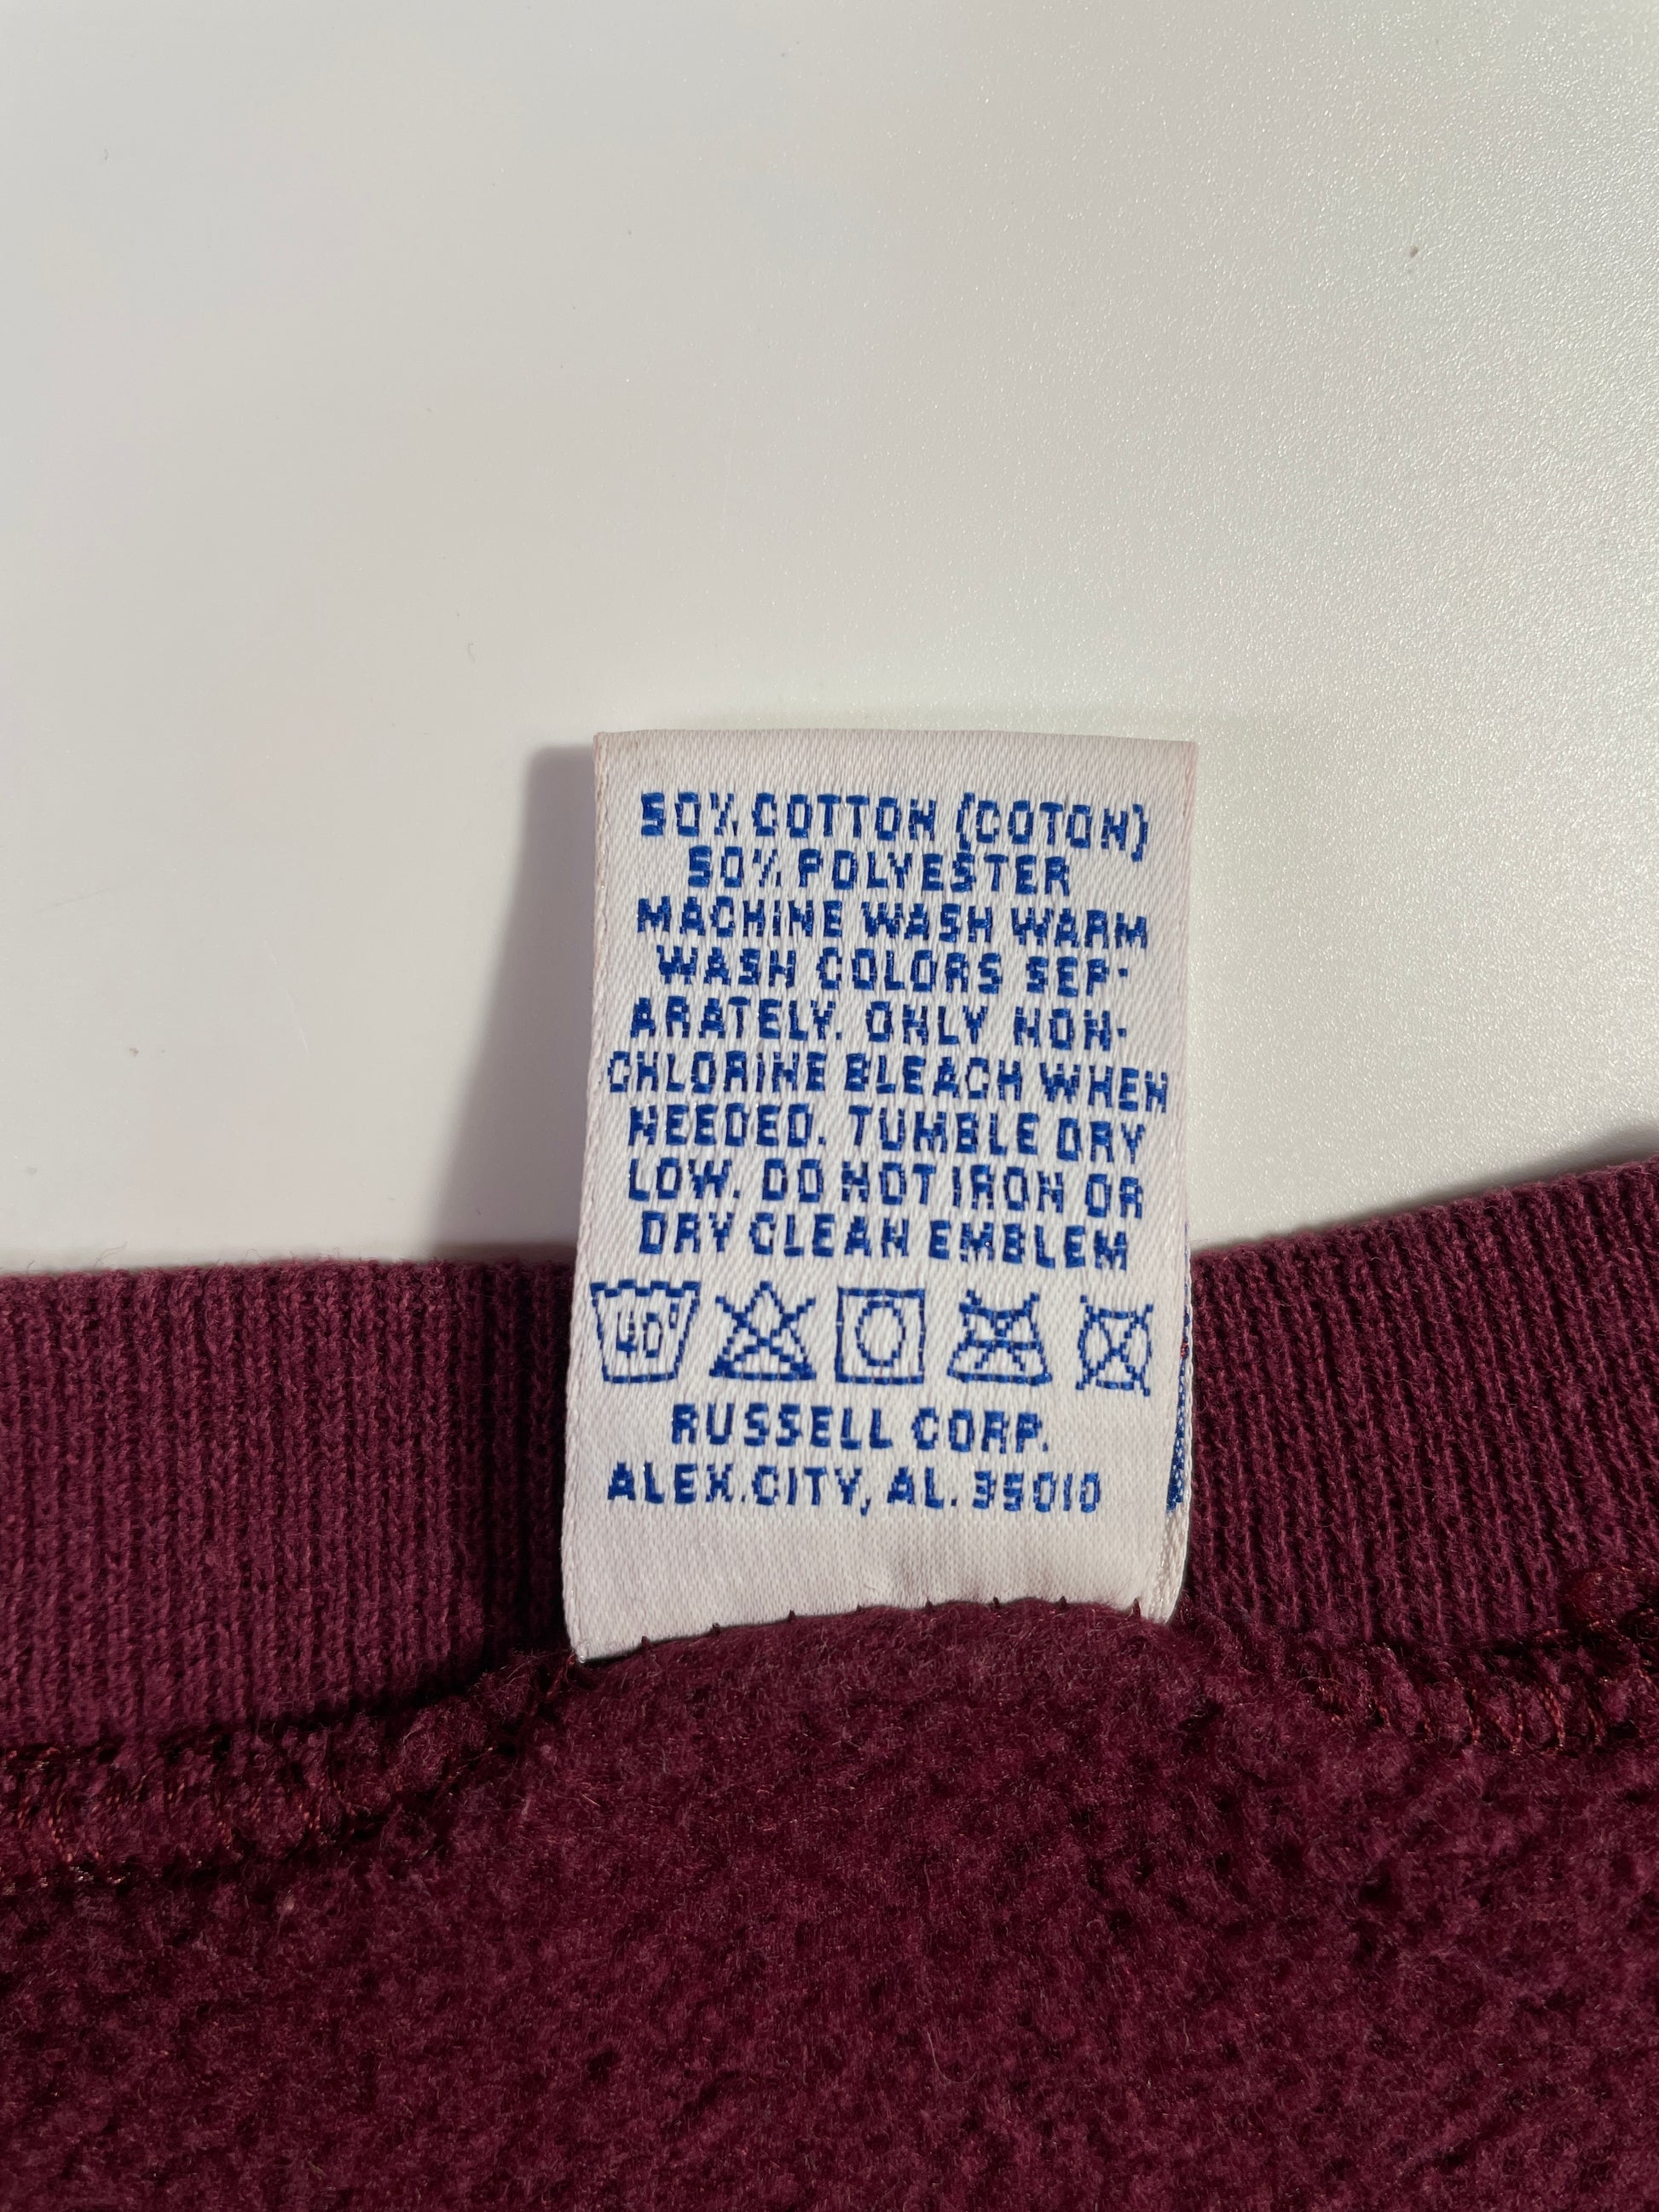 50% COTTON (COTON)
50% POLYESTER
MACHINE WASH WARM
WASH COLORS SEP-
ARATELY. ONLY NON-
CHLORINE BLEACH WHEN
NEEDED. TUMBLE DRY
LOW. DO NOT IRON OR
DRY CLEAN EMBLEM
40°
RUSSELL CORP.
ALEX.CITY, AL. 35010